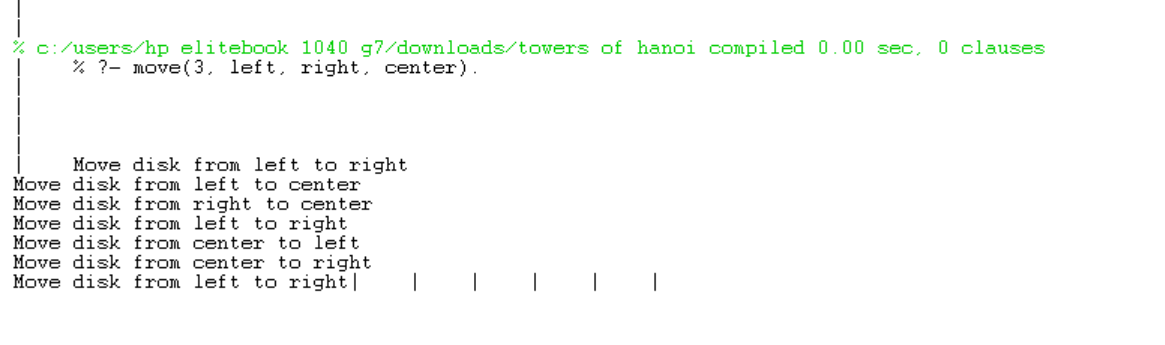 |
|
% c:/users/hp elitebook 1040 g7/downloads/towers of hanoi compiled 0.00 sec, 0 clauses
| % ?- move(3, left, right, center).
|
|
|
|
| Move disk from left to right
Move disk from left to center
Move disk from right to center
Move disk from left to right
Move disk from center to left
Move disk from center to right
Move disk from left to right| | | | | |